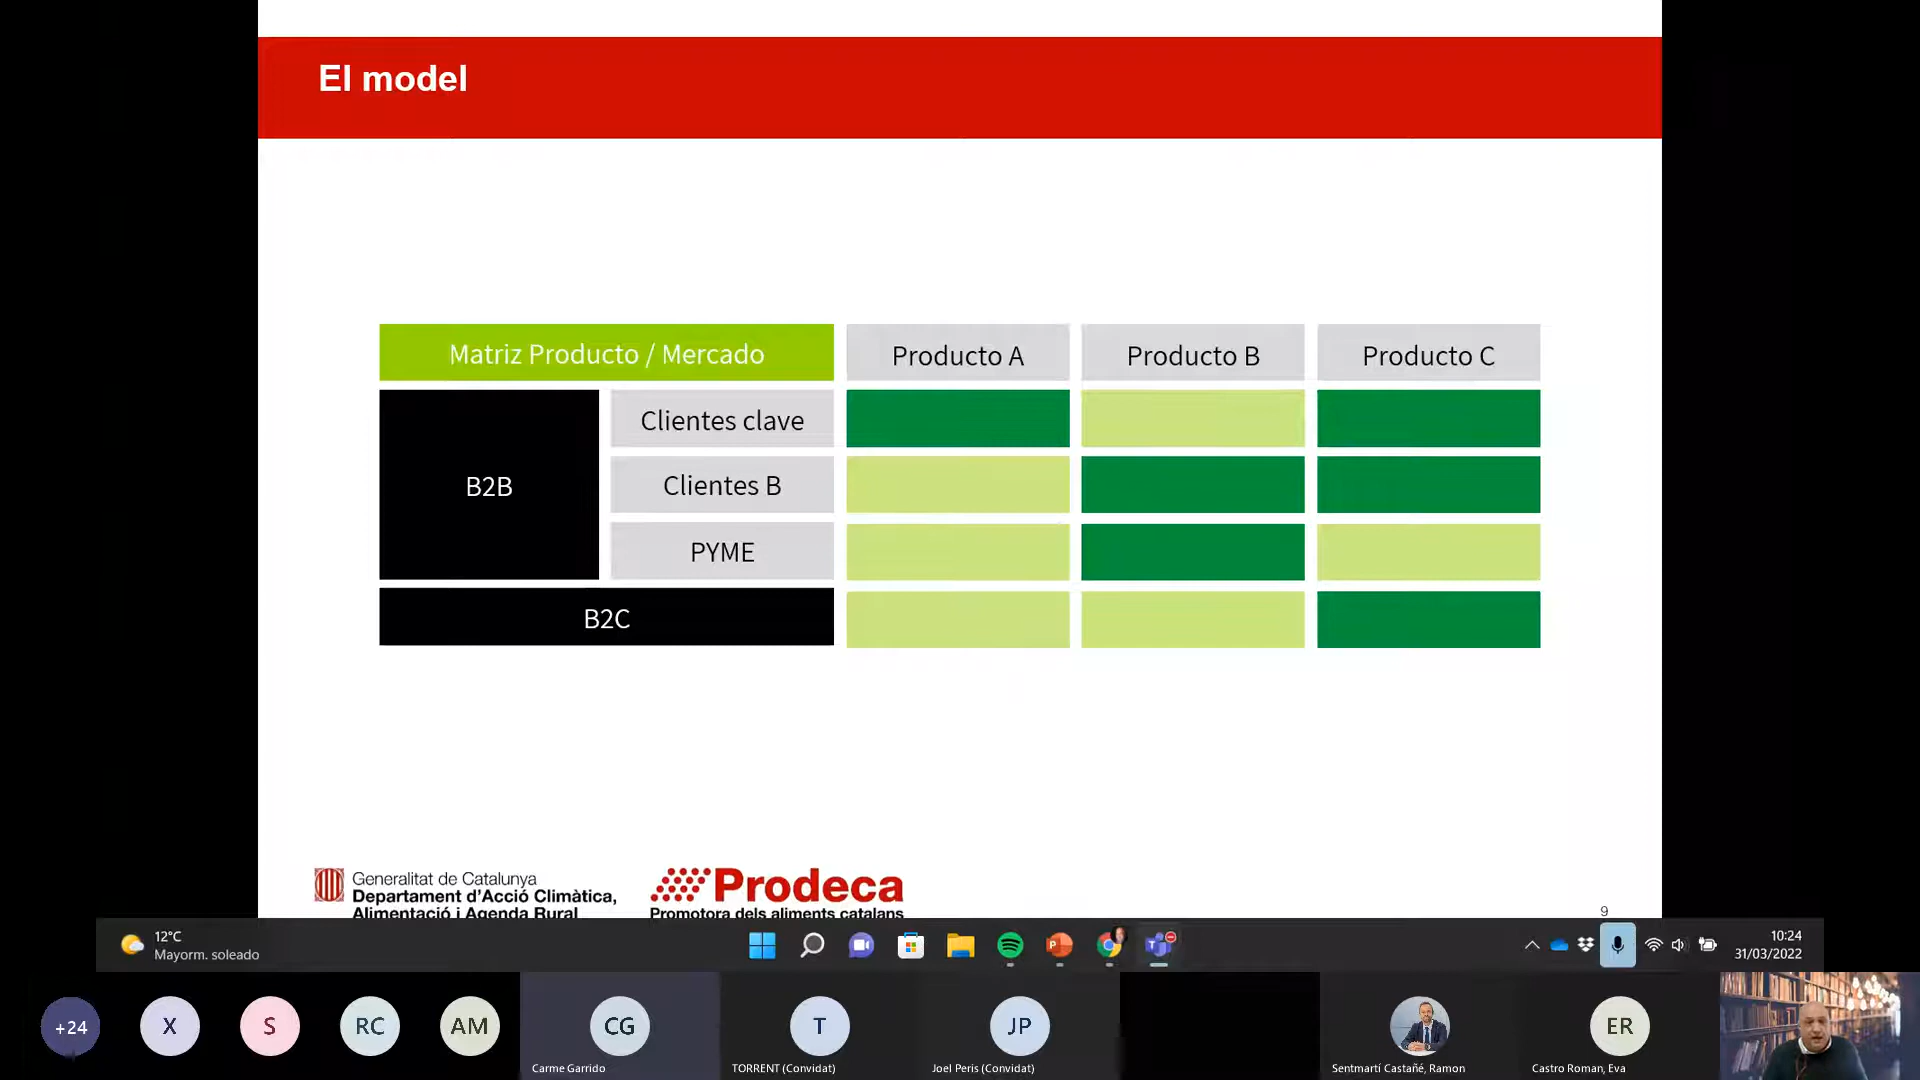 El model
Matriz Producto / Mercado
Producto A
Producto B
Producto C
B2B
Clientes clave
Clientes B
PYME
B2C
Generalitat de Catalunya
Departament d'Acció Climàtica,
Alimentació i Agenda Rural
Prodeca
Promotora dels aliments catalans
9
12°C
Mayorm. soleado
10:24
31/03/2022
+24
X
S
RC
AM
CG
T
JP
ER
Carme Garrido
TORRENT (Convidat)
Joel Peris (Convidat)
Sentmartí Castañé, Ramon
Castro Roman, Eva